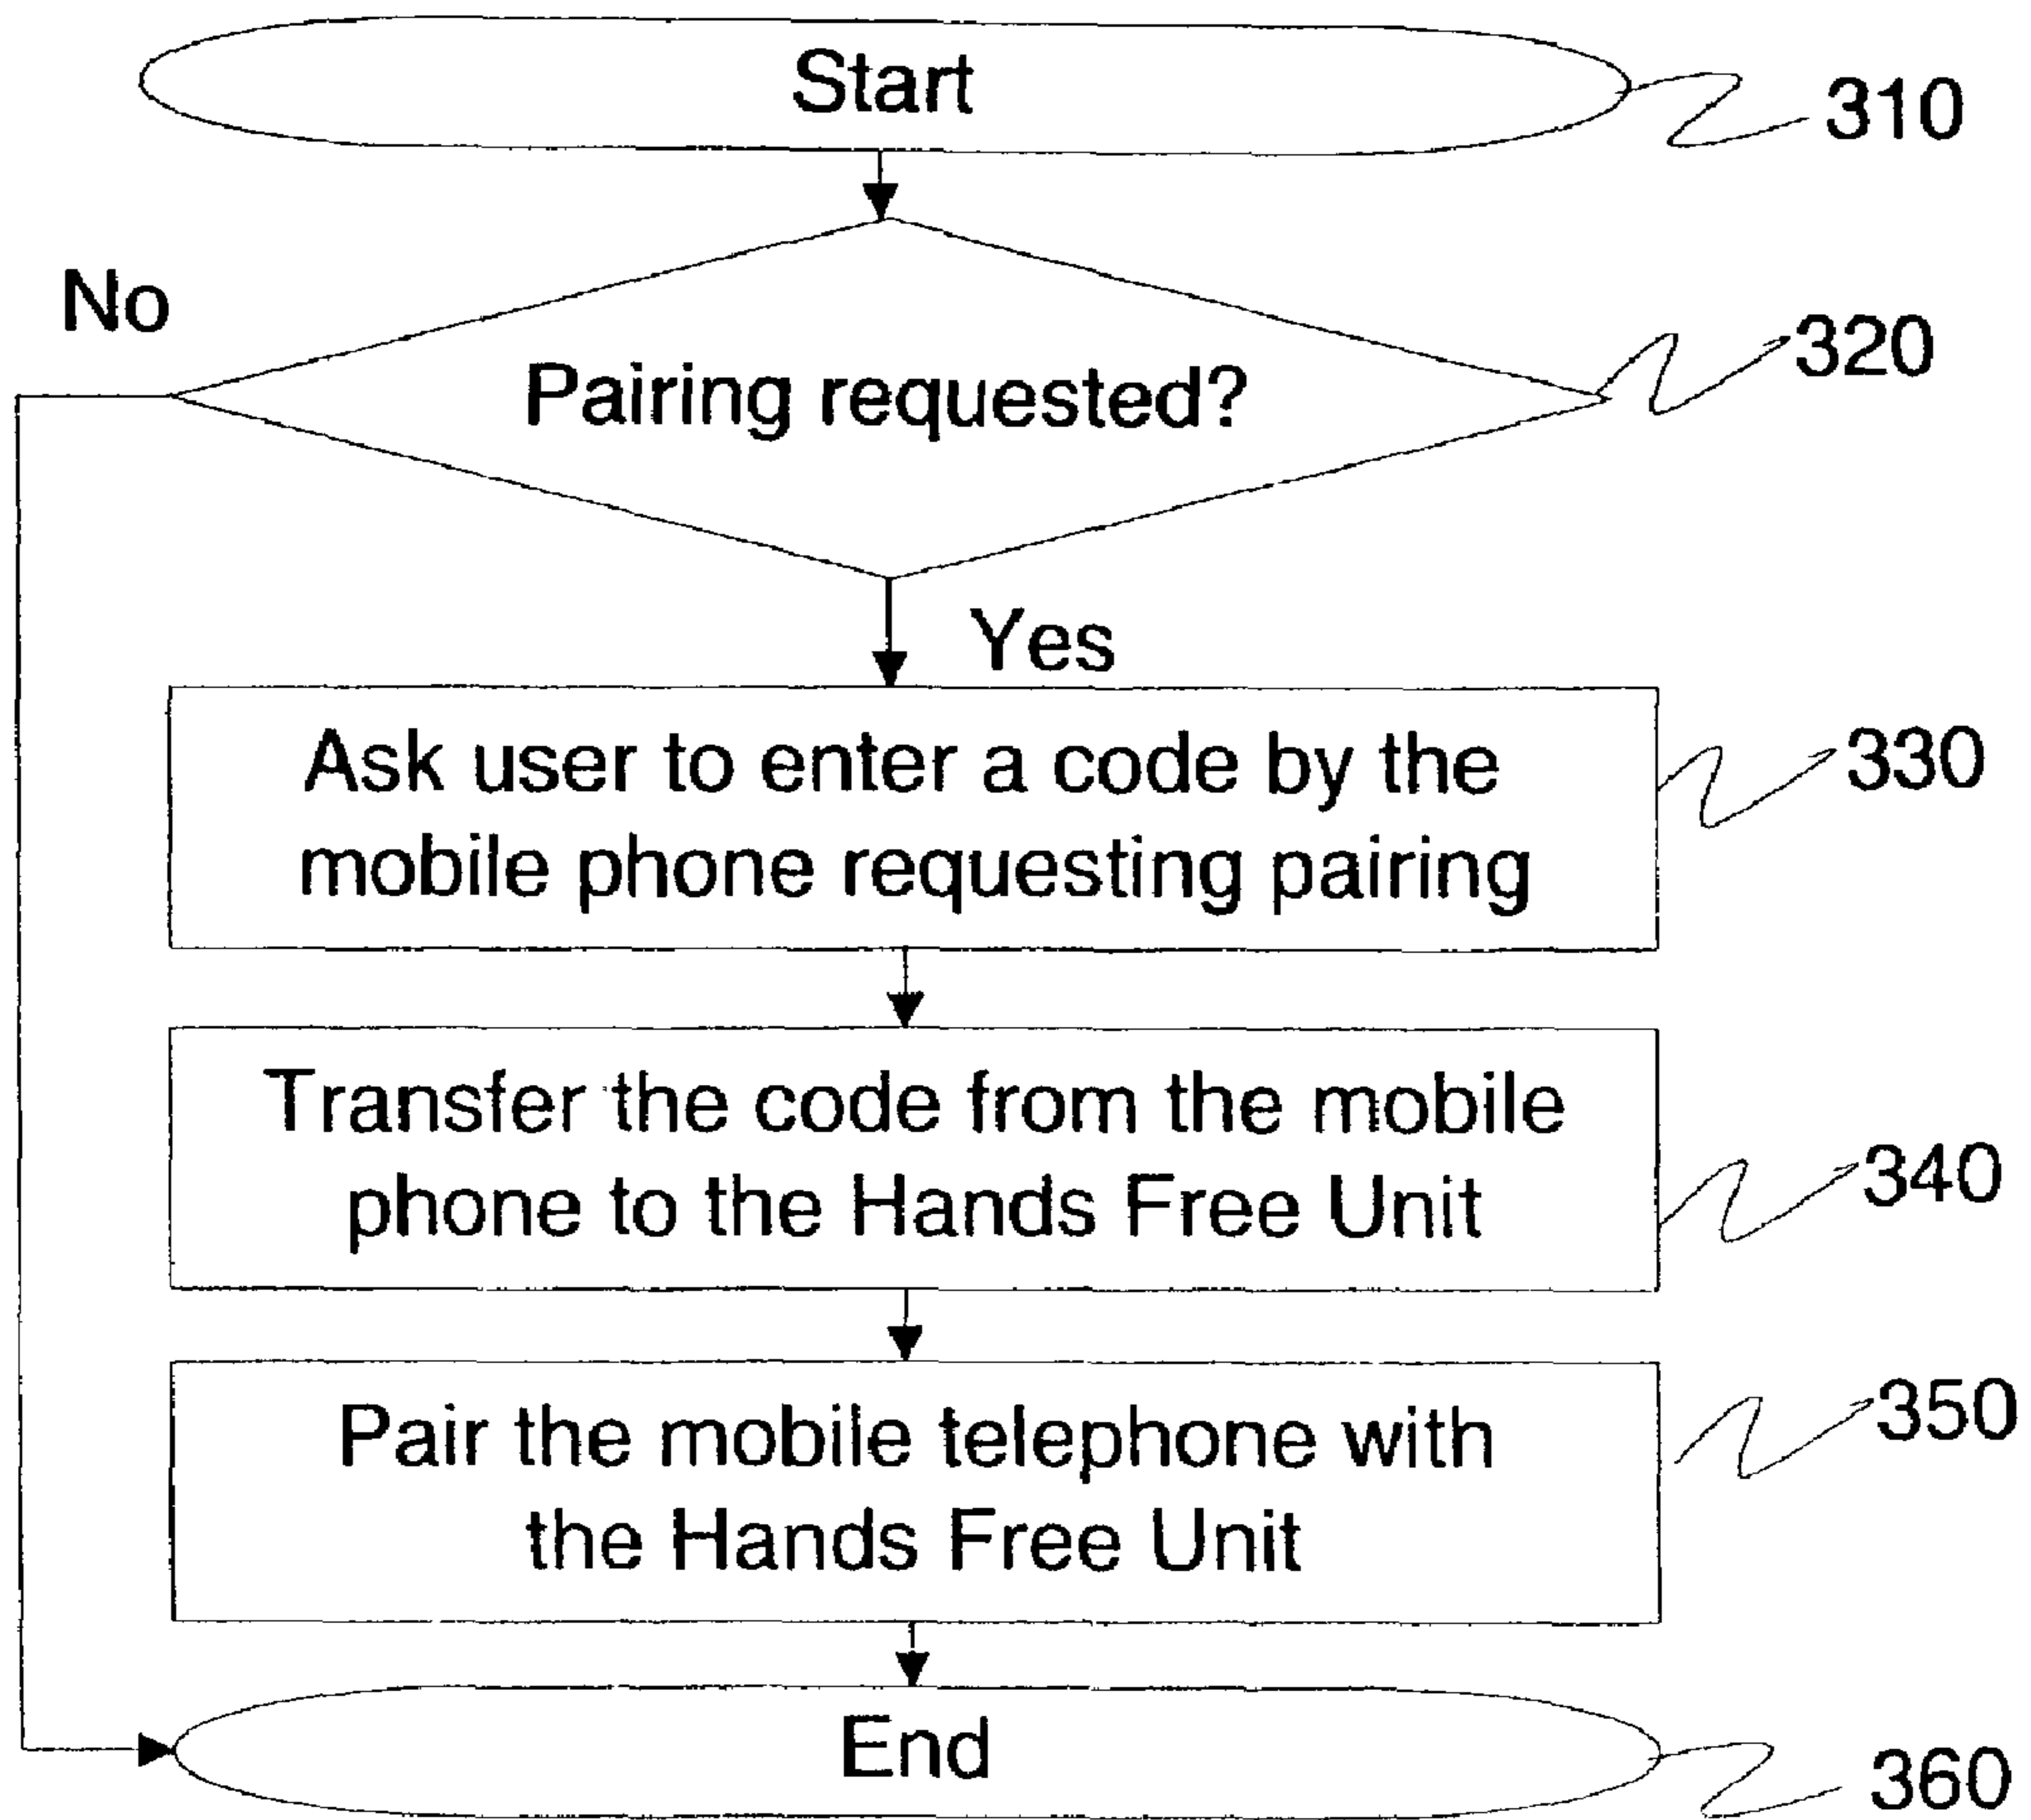 Start
310
No
Pairing requested?
320
Yes
Ask user to enter a code by the
mobile phone requesting pairing
330
Transfer the code from the mobile
phone to the Hands Free Unit
340
Pair the mobile telephone with
the Hands Free Unit
350
End
360